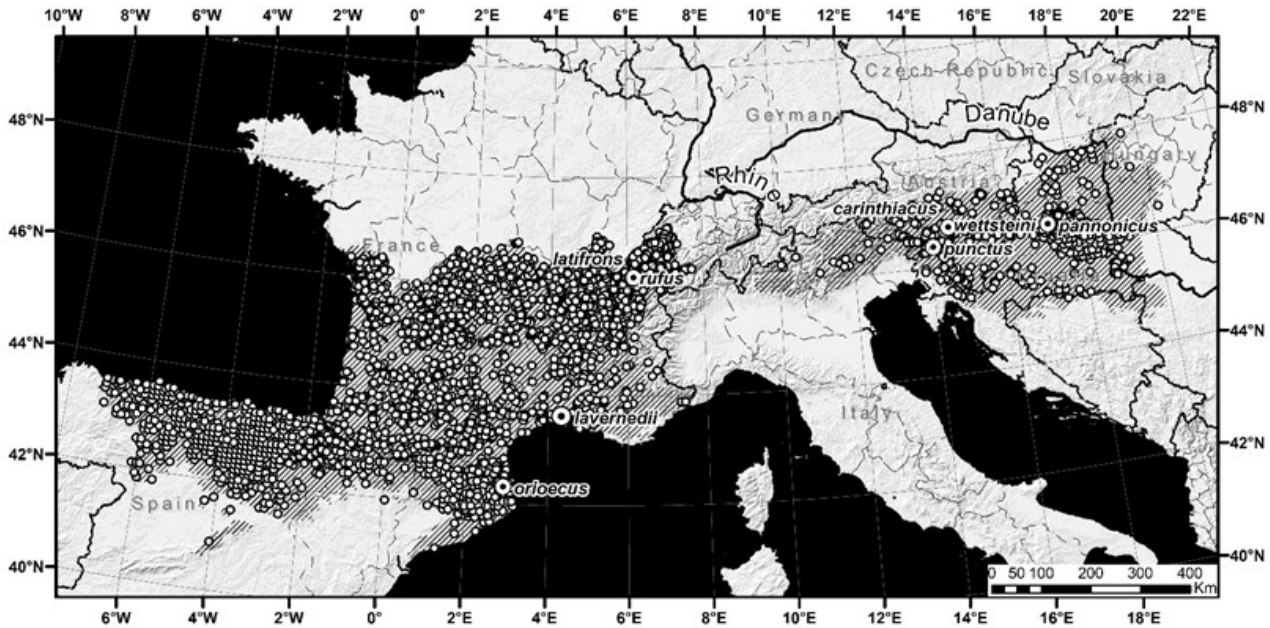 10°W 8°W 6°W 4°W 2°W 0° 2°E 4°E 6°E 8°E 10°E 12°E 14°E 16°E 18°E 20°E 22°E
Czech Republic
Slovakia
Germany
Danube
48°N
48°N
Hungary
Rhin
Austria
carinthiacus
46°N
wettsteini
pannonicus
46°N
France
punctus
latifrons
rufus
44°N
44°N
Italy
lavernedii
42°N
42°N
orioecus
Spain
40°N
40°N
0 50 100 200 300 400
Km
6°W 4°W 2°W 0° 2°E 4°E 6°E 8°E 10°E 12°E 14°E 16°E 18°E